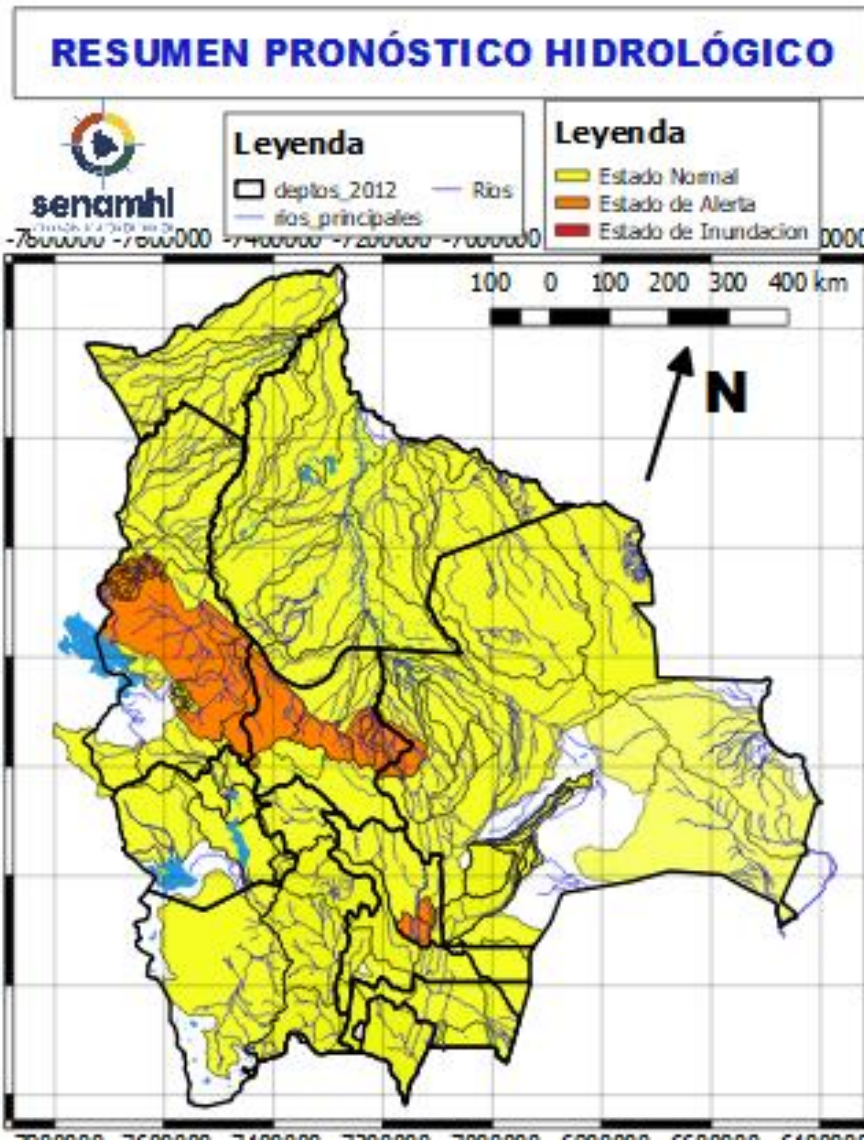 RESUMEN PRONÓSTICO HIDROLÓGICO
senamhi
Leyenda
deptos_2012
Rios
rios_principales
Leyenda
Estado Normal
Estado de Alerta
Estado de Inundacion
-7600000
-7400000
-7200000
-7000000
100 0 100 200 300 400 km
N